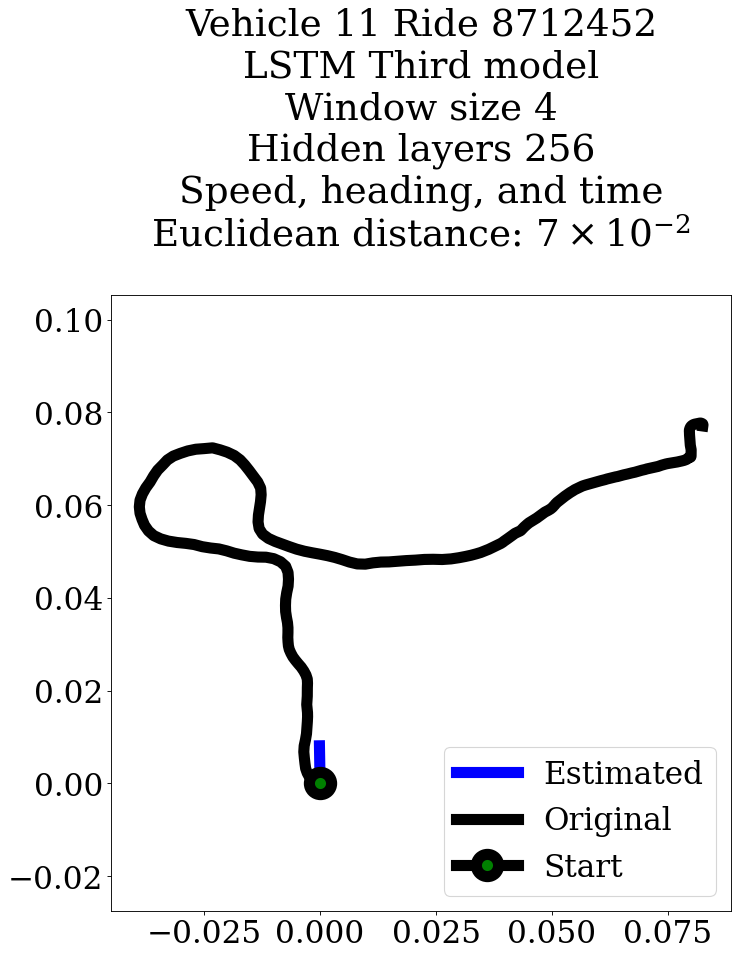 Vehicle 11 Ride 8712452
LSTM Third model
Window size 4
Hidden layers 256
Speed, heading, and time
Euclidean distance: 7 × 10⁻²
0.10
0.08
0.06
0.04
0.02
0.00
−0.02
Estimated
Original
Start
−0.025 0.000 0.025 0.050 0.075